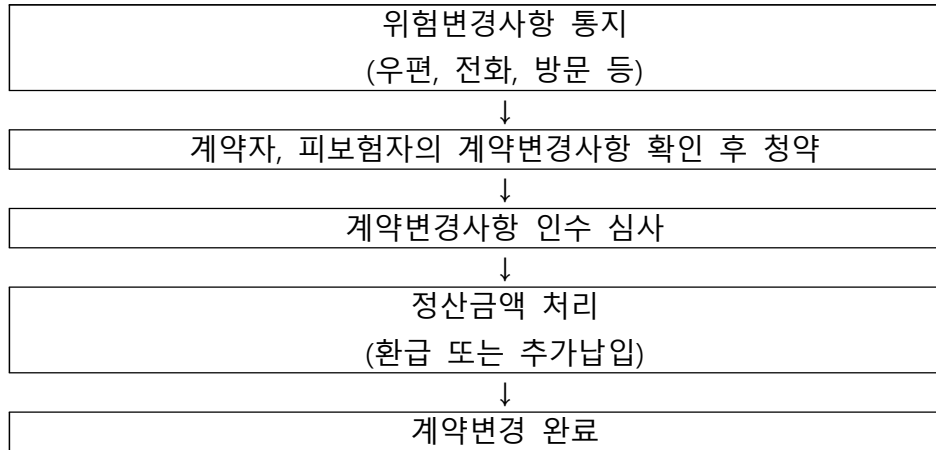 위험변경사항 통지
(우편, 전화, 방문 등)
↓
계약자, 피보험자의 계약변경사항 확인 후 청약
↓
계약변경사항 인수 심사
↓
정산금액 처리
(환급 또는 추가납입)
↓
계약변경 완료